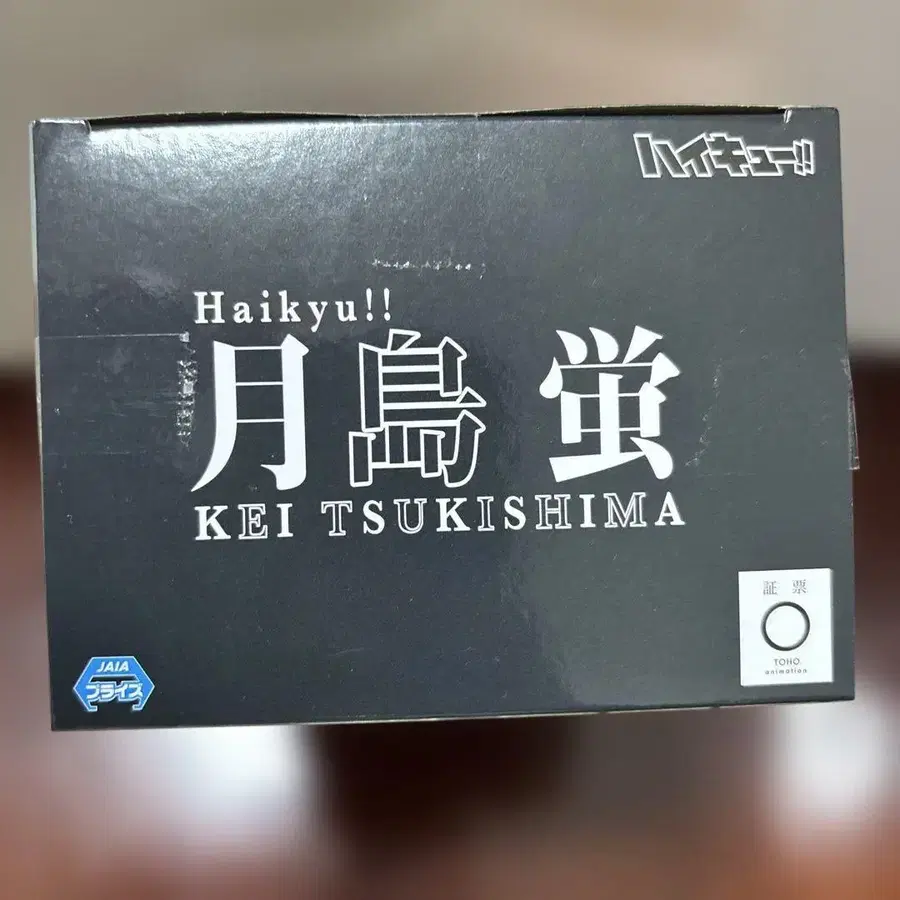 ハイキュー!!
Haikyu!!
月島 蛍
KEI TSUKISHIMA
証 票
TOHO
animation
JAIA
プライズ